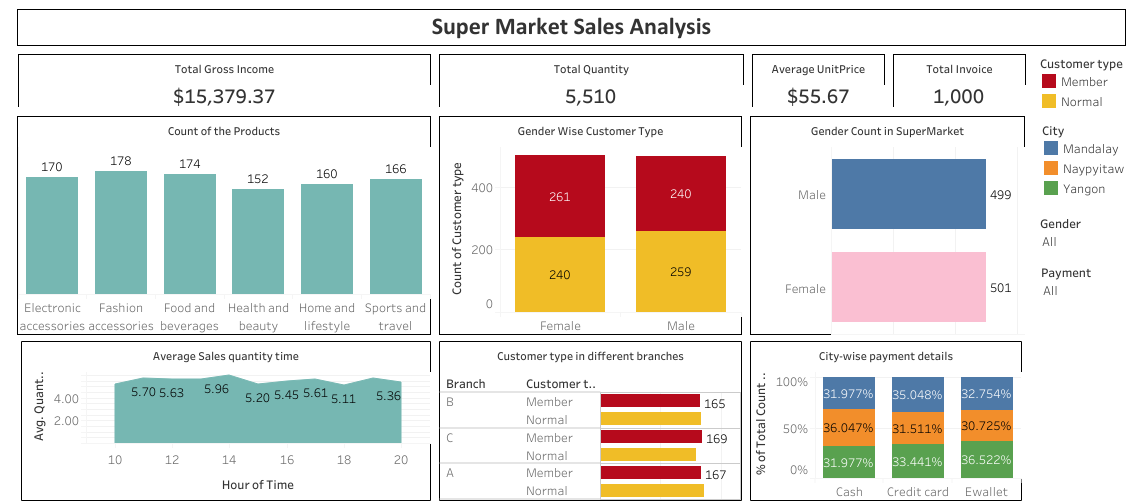 Super Market Sales Analysis
Total Gross Income
$15,379.37
Total Quantity
5,510
Average UnitPrice
$55.67
Total Invoice
1,000
Customer type
Member
Normal
City
Mandalay
Naypyitaw
Yangon
Gender
All
Payment
All
Count of the Products
170
178
174
152
160
166
Electronic
accessories
Fashion
accessories
Food and
beverages
Health and
beauty
Home and
lifestyle
Sports and
travel
Gender Wise Customer Type
Count of Customer type
400
200
0
261
240
240
259
Female
Male
Gender Count in SuperMarket
Male
499
Female
501
Average Sales quantity time
Avg. Quant..
4.00
2.00
5.70 5.63 5.96 5.20 5.45 5.61 5.11 5.36
10 12 14 16 18 20
Hour of Time
Customer type in different branches
Branch Customer t..
B Member 165
Normal
C Member 169
Normal
A Member 167
Normal
City-wise payment details
% of Total Count ..
100%
50%
0%
31.977% 35.048% 32.754%
36.047% 31.511% 30.725%
31.977% 33.441% 36.522%
Cash Credit card Ewallet